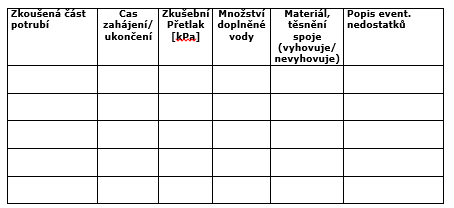 Zkoušená část
potrubí
Cas
zahájení/
ukončení
Zkušební
Přetlak
[kPa]
Množství
doplněné
vody
Materiál,
těsnění
spoje
(vyhovuje/
nevyhovuje)
Popis event.
nedostatků